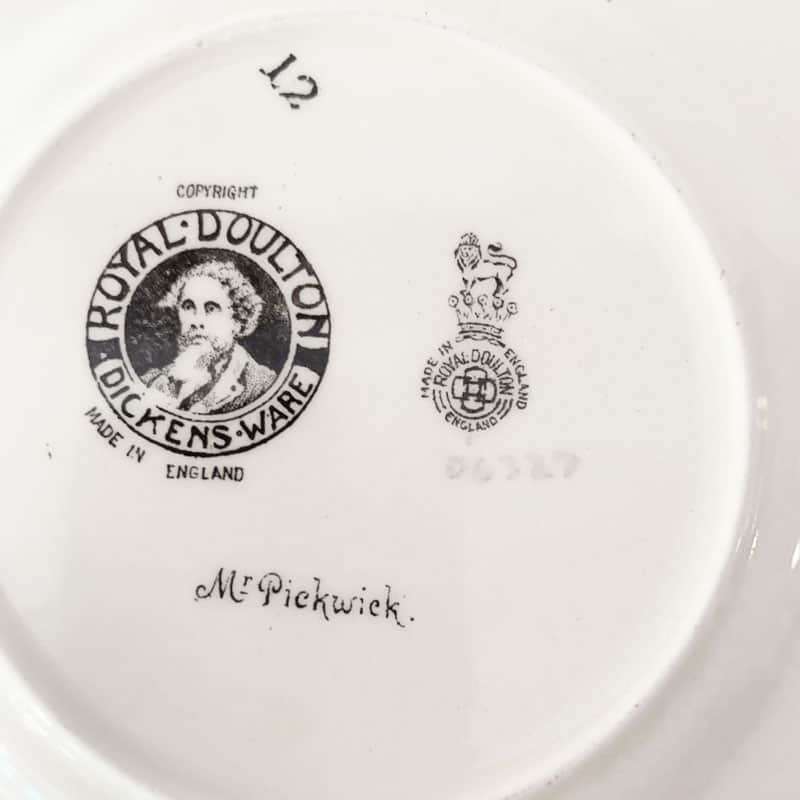 12
COPYRIGHT
ROYAL·DOULTON
·DICKENS·WARE·
MADE IN
ENGLAND
MADE IN ENGLAND
ROYAL DOULTON
ENGLAND
Mr Pickwick.